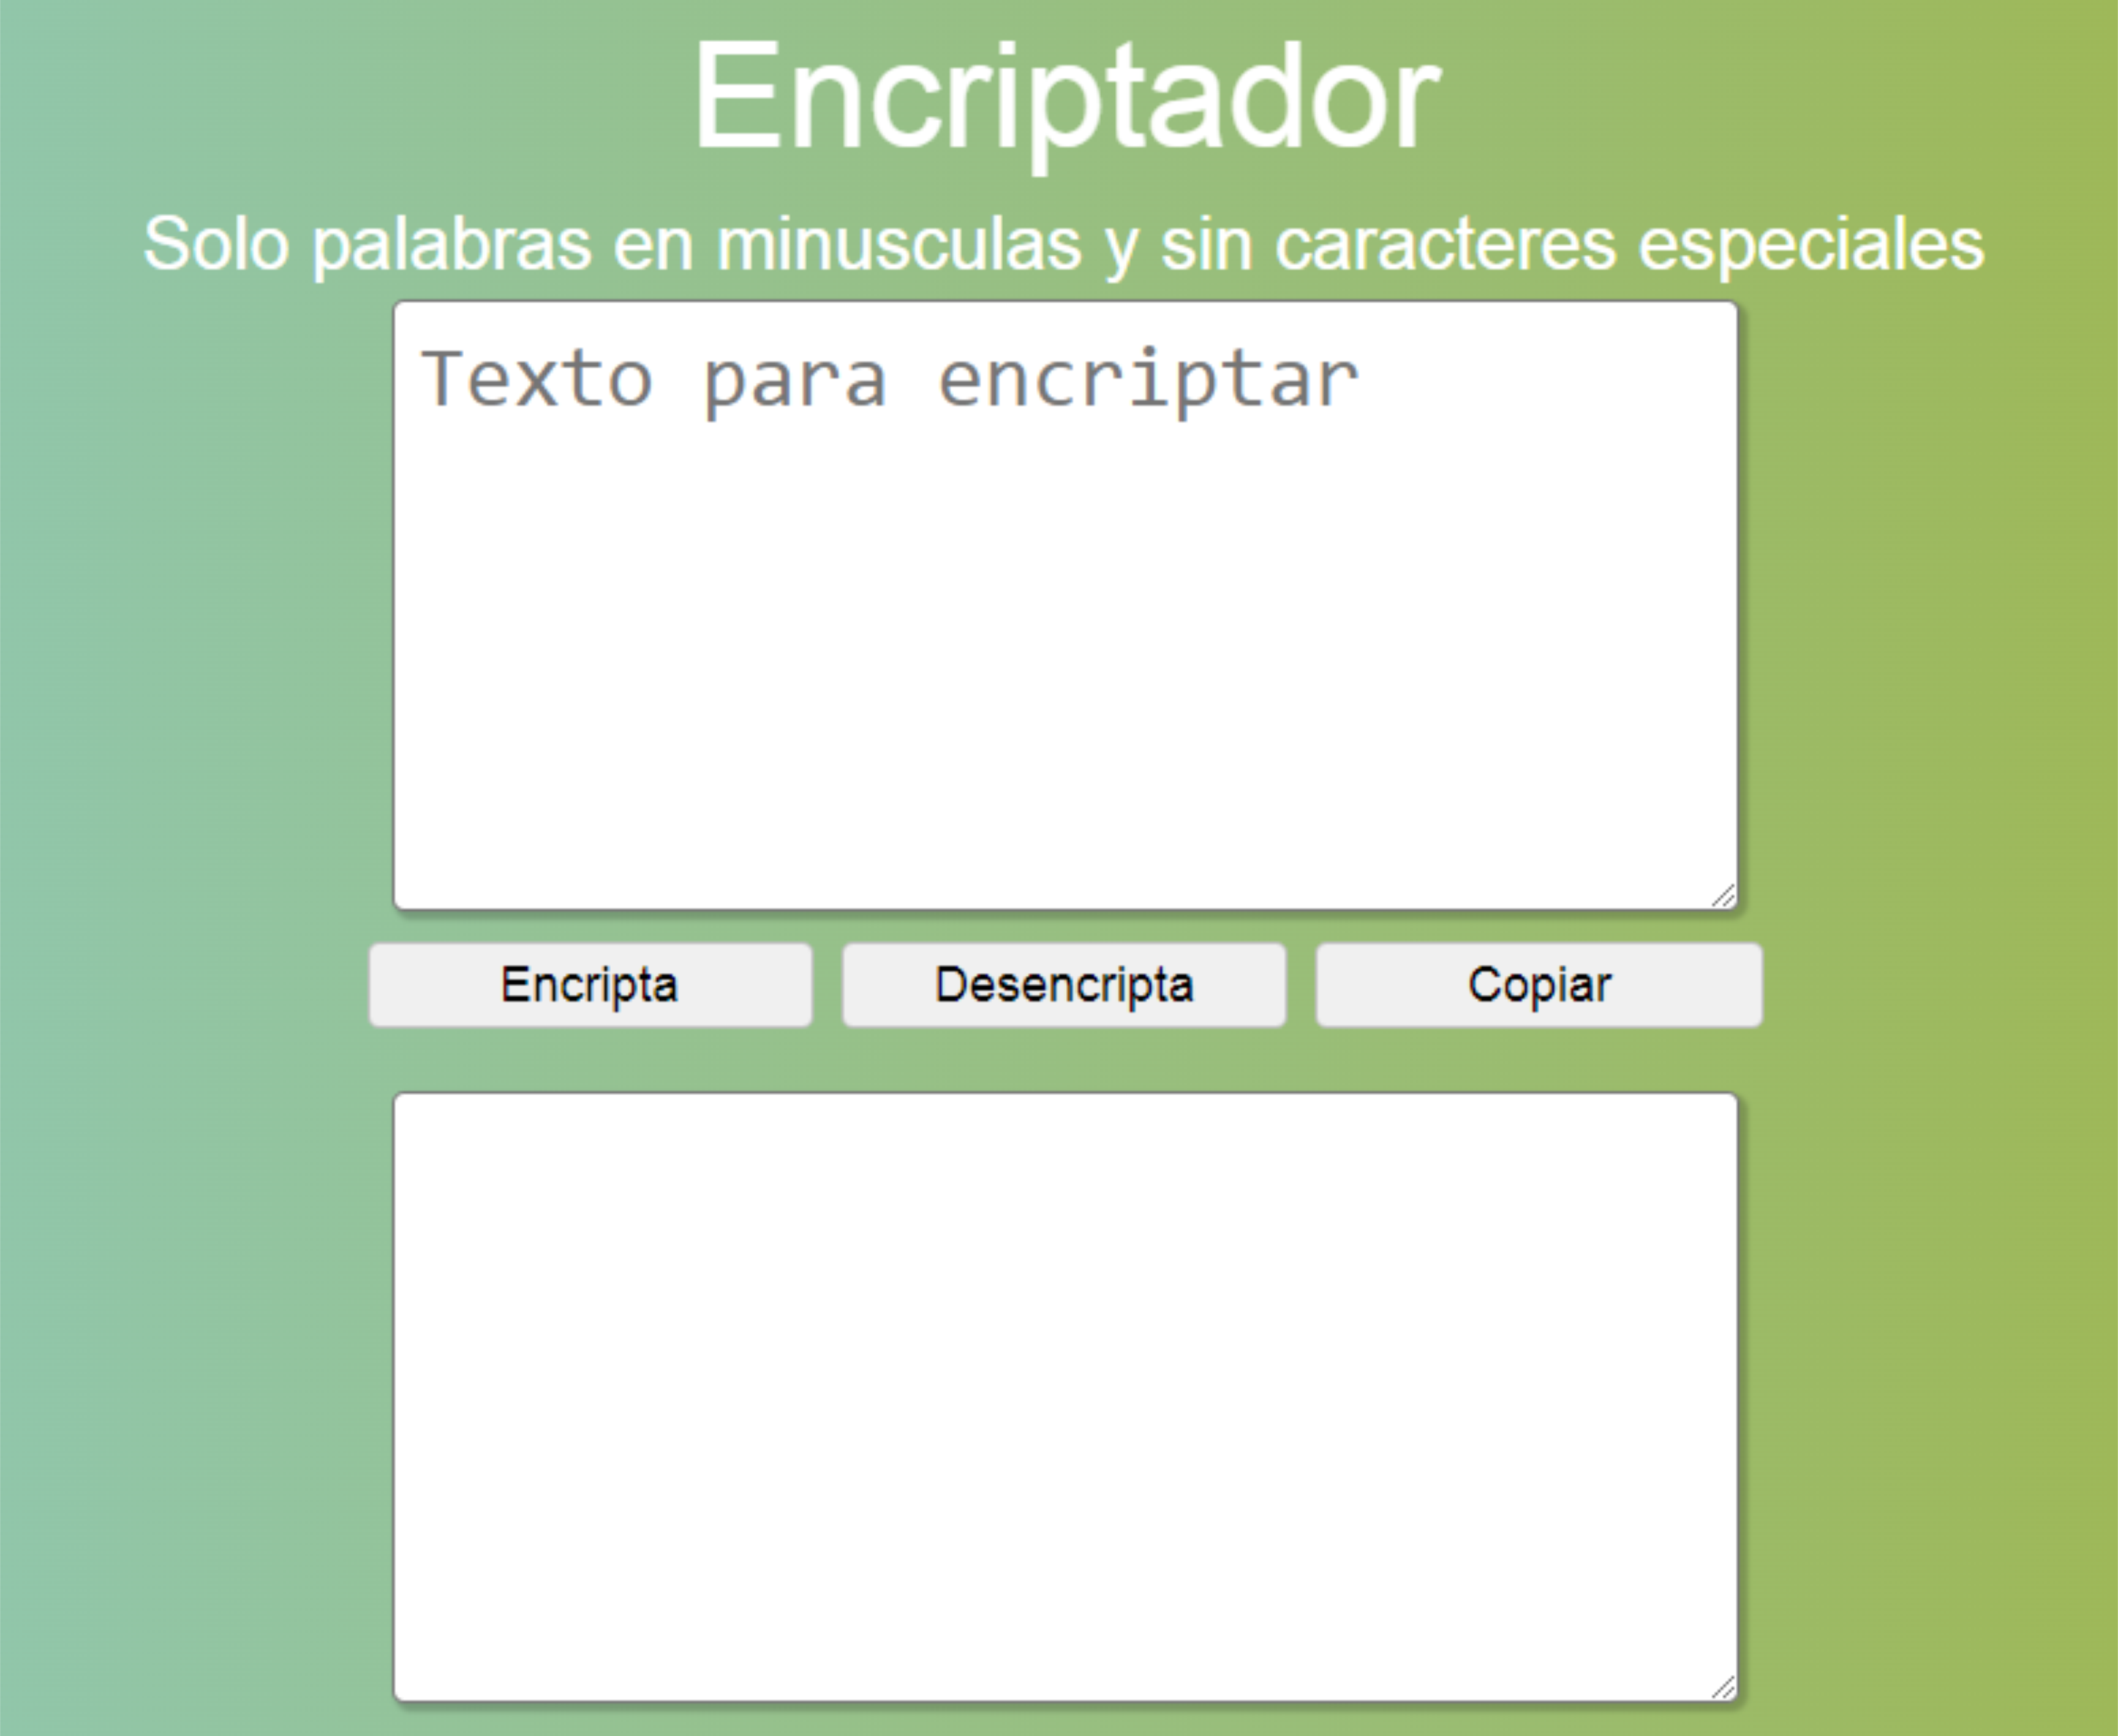 Encriptador
Solo palabras en minusculas y sin caracteres especiales
Texto para encriptar
Encripta Desencripta Copiar